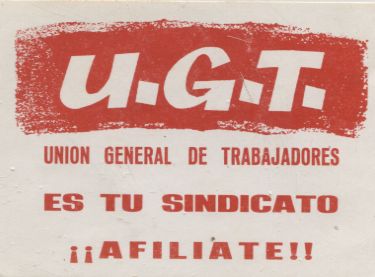 U.G.T.
UNION GENERAL DE TRABAJADORES
ES TU SINDICATO
¡¡AFILIATE!!